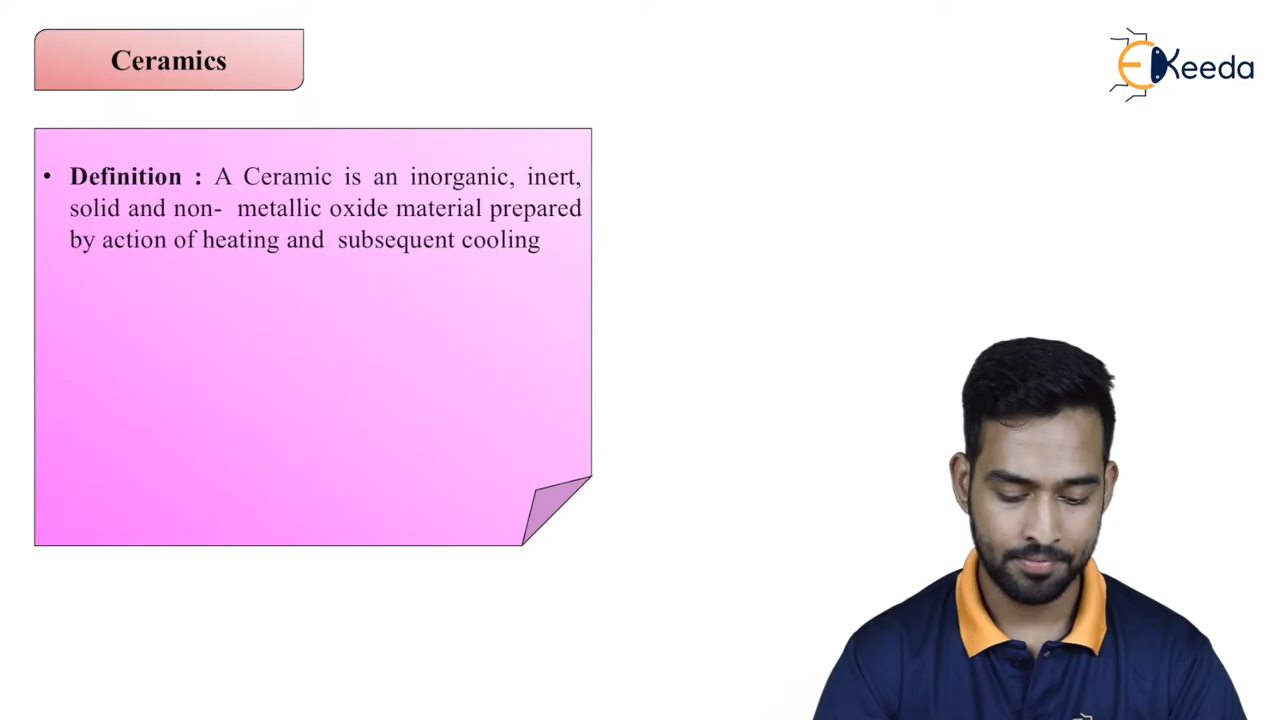 Ceramics
EKeeda
• Definition : A Ceramic is an inorganic, inert,
solid and non- metallic oxide material prepared
by action of heating and subsequent cooling